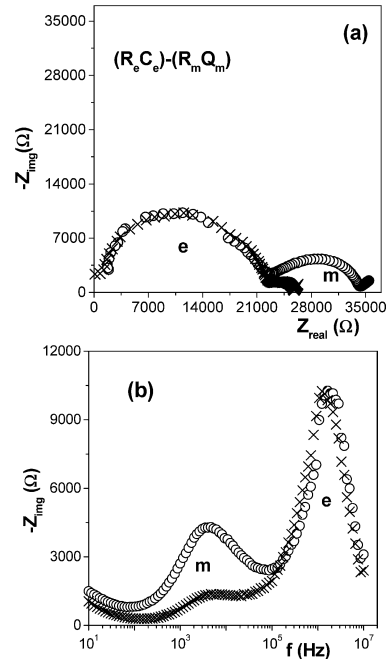 35000
(a)
(ReCe)-(RmQm)
28000
21000
-Zimg(Ω)
14000
7000
e
m
0
0 7000 14000 21000 28000 35000
Zreal (Ω)
12000
(b)
9000
-Zimg(Ω)
6000
e
3000
m
0
10¹ 10³ 10⁵ 10⁷
f (Hz)